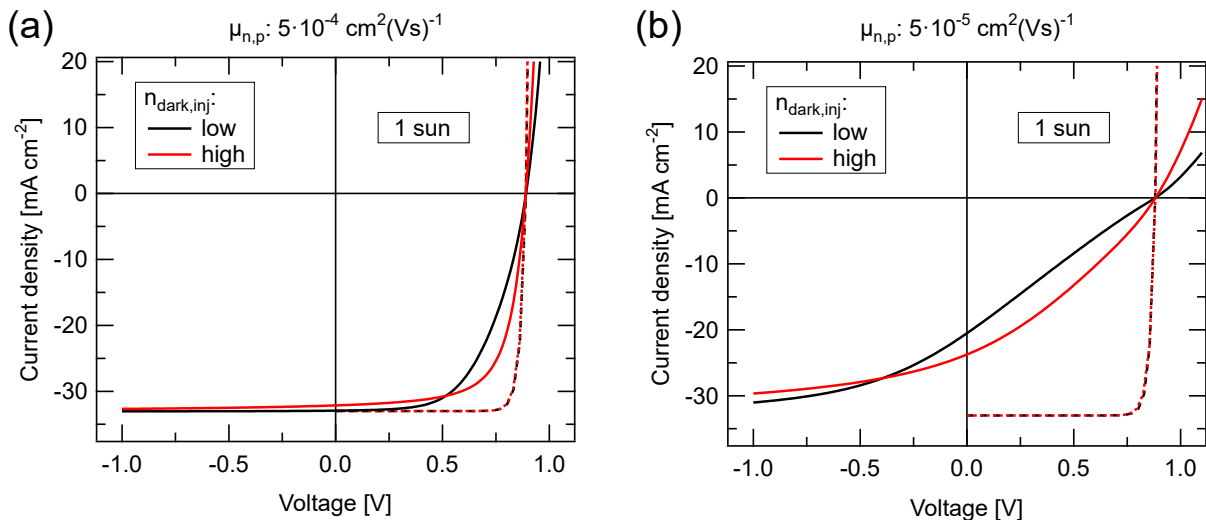 (a)
μn,p: 5·10-4 cm2(Vs)-1
20
10
0
-10
-20
-30
Current density [mA cm-2]
ndark,inj:
low
high
1 sun
-1.0
-0.5
0.0
0.5
1.0
Voltage [V]
(b)
μn,p: 5·10-5 cm2(Vs)-1
20
10
0
-10
-20
-30
Current density [mA cm-2]
ndark,inj:
low
high
1 sun
-1.0
-0.5
0.0
0.5
1.0
Voltage [V]